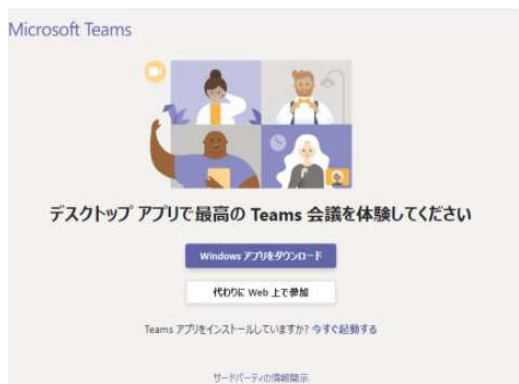 Microsoft Teams
デスクトップ アプリで最高の Teams 会議を体験してください
Windows アプリをダウンロード
代わりに Web 上で参加
Teams アプリをインストールしていますか? 今すぐ起動する
サードパーティの情報開示